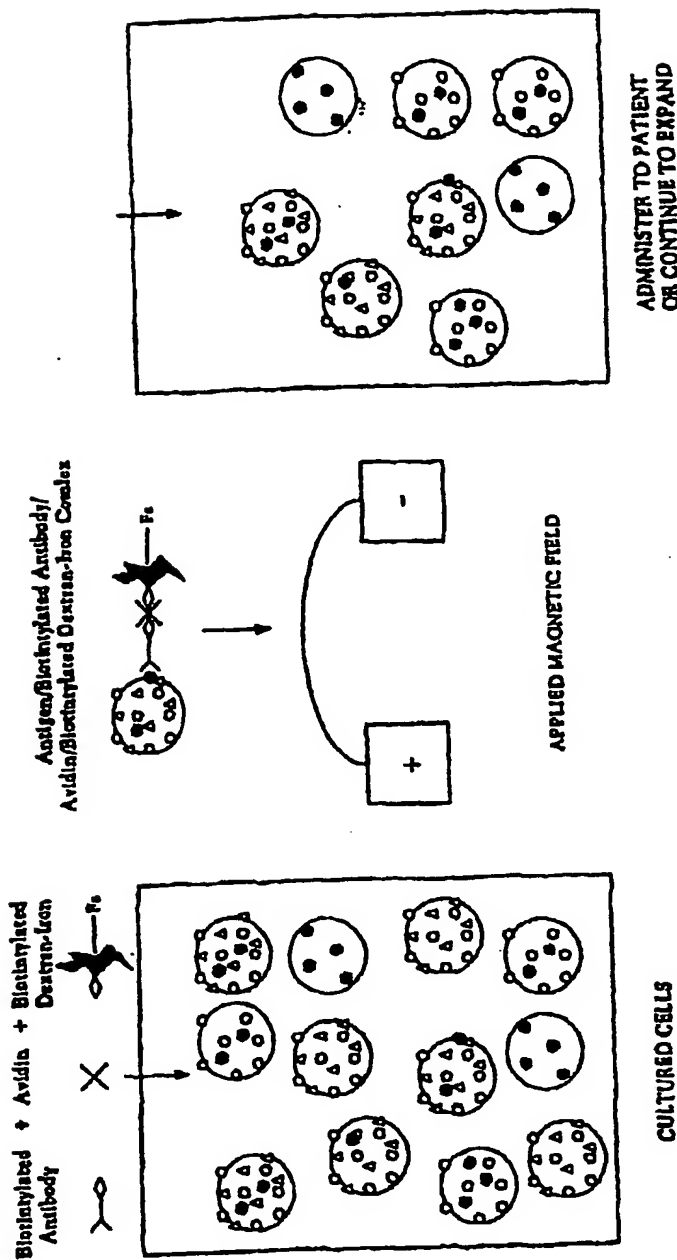 Biotinylated + Avidin + Biotinylated
Antibody Dextran-Iron
Fe
CULTURED CELLS
Antigen/Biotinylated Antibody/
Avidin/Biotinylated Dextran-Iron Complex
Fe
+ -
APPLIED MAGNETIC FIELD
ADMINISTER TO PATIENT
OR CONTINUE TO EXPAND